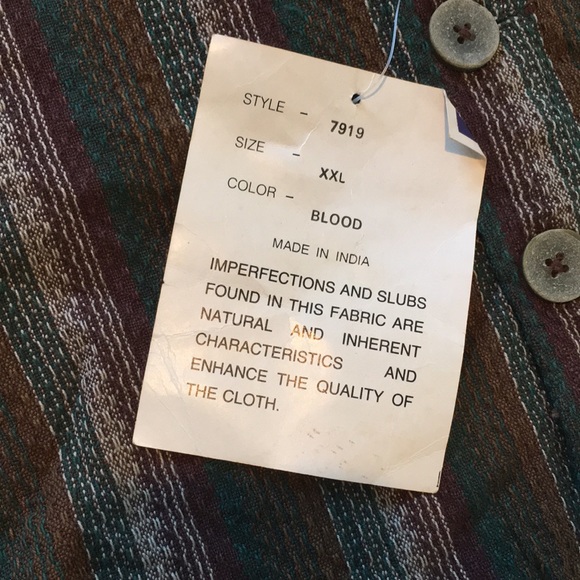 STYLE - 7919
SIZE - XXL
COLOR - BLOOD
MADE IN INDIA
IMPERFECTIONS AND SLUBS
FOUND IN THIS FABRIC ARE
NATURAL AND INHERENT
CHARACTERISTICS AND
ENHANCE THE QUALITY OF
THE CLOTH.